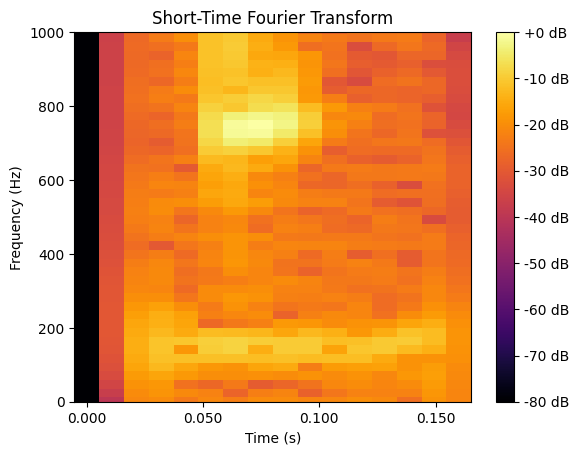 Short-Time Fourier Transform
1000
800
600
400
200
0
Frequency (Hz)
0.000
0.050
0.100
0.150
Time (s)
+0 dB
-10 dB
-20 dB
-30 dB
-40 dB
-50 dB
-60 dB
-70 dB
-80 dB